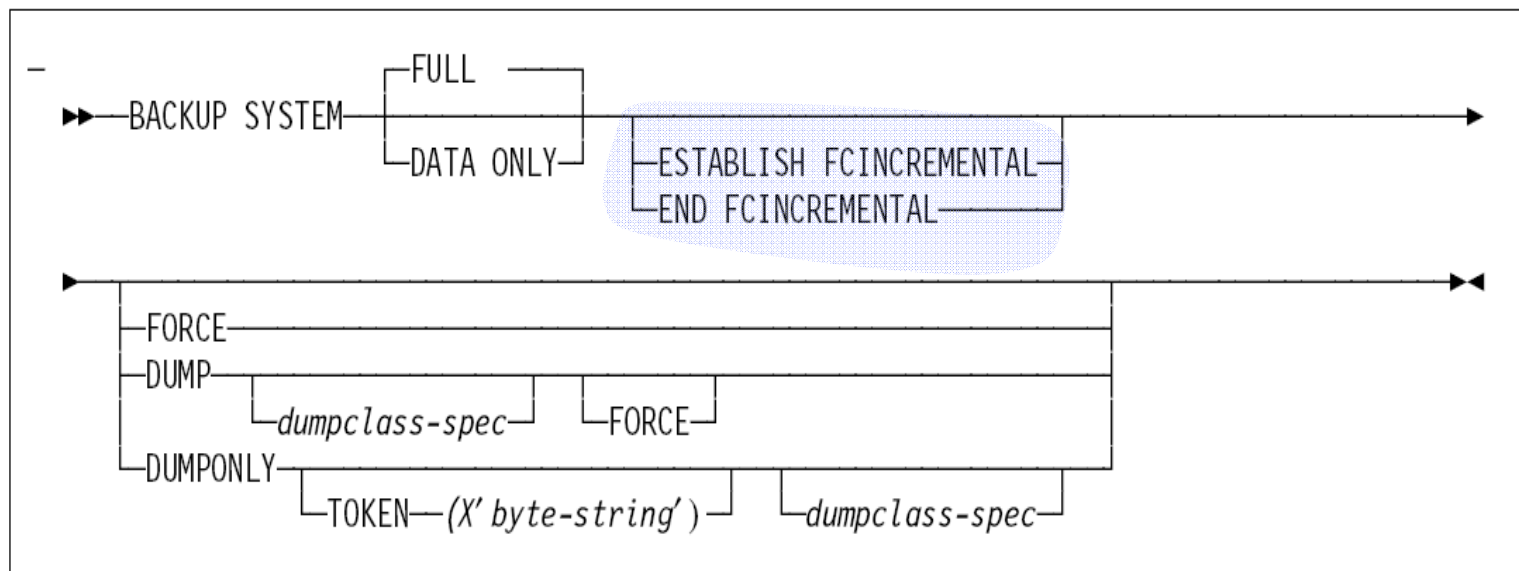 FULL
BACKUP SYSTEM
DATA ONLY
ESTABLISH FCINCREMENTAL
END FCINCREMENTAL
FORCE
DUMP
dumpclass-spec
FORCE
DUMPONLY
TOKEN (X'byte-string')
dumpclass-spec